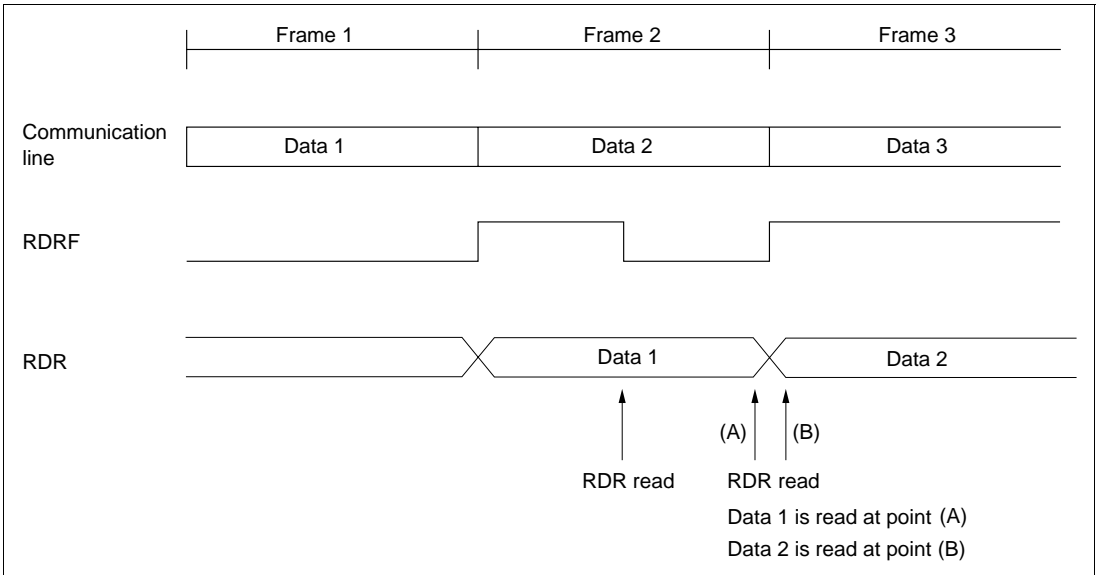 Frame 1 Frame 2 Frame 3
Communication
line
Data 1 Data 2 Data 3
RDRF
RDR
Data 1 Data 2
(A) (B)
RDR read RDR read
Data 1 is read at point (A)
Data 2 is read at point (B)